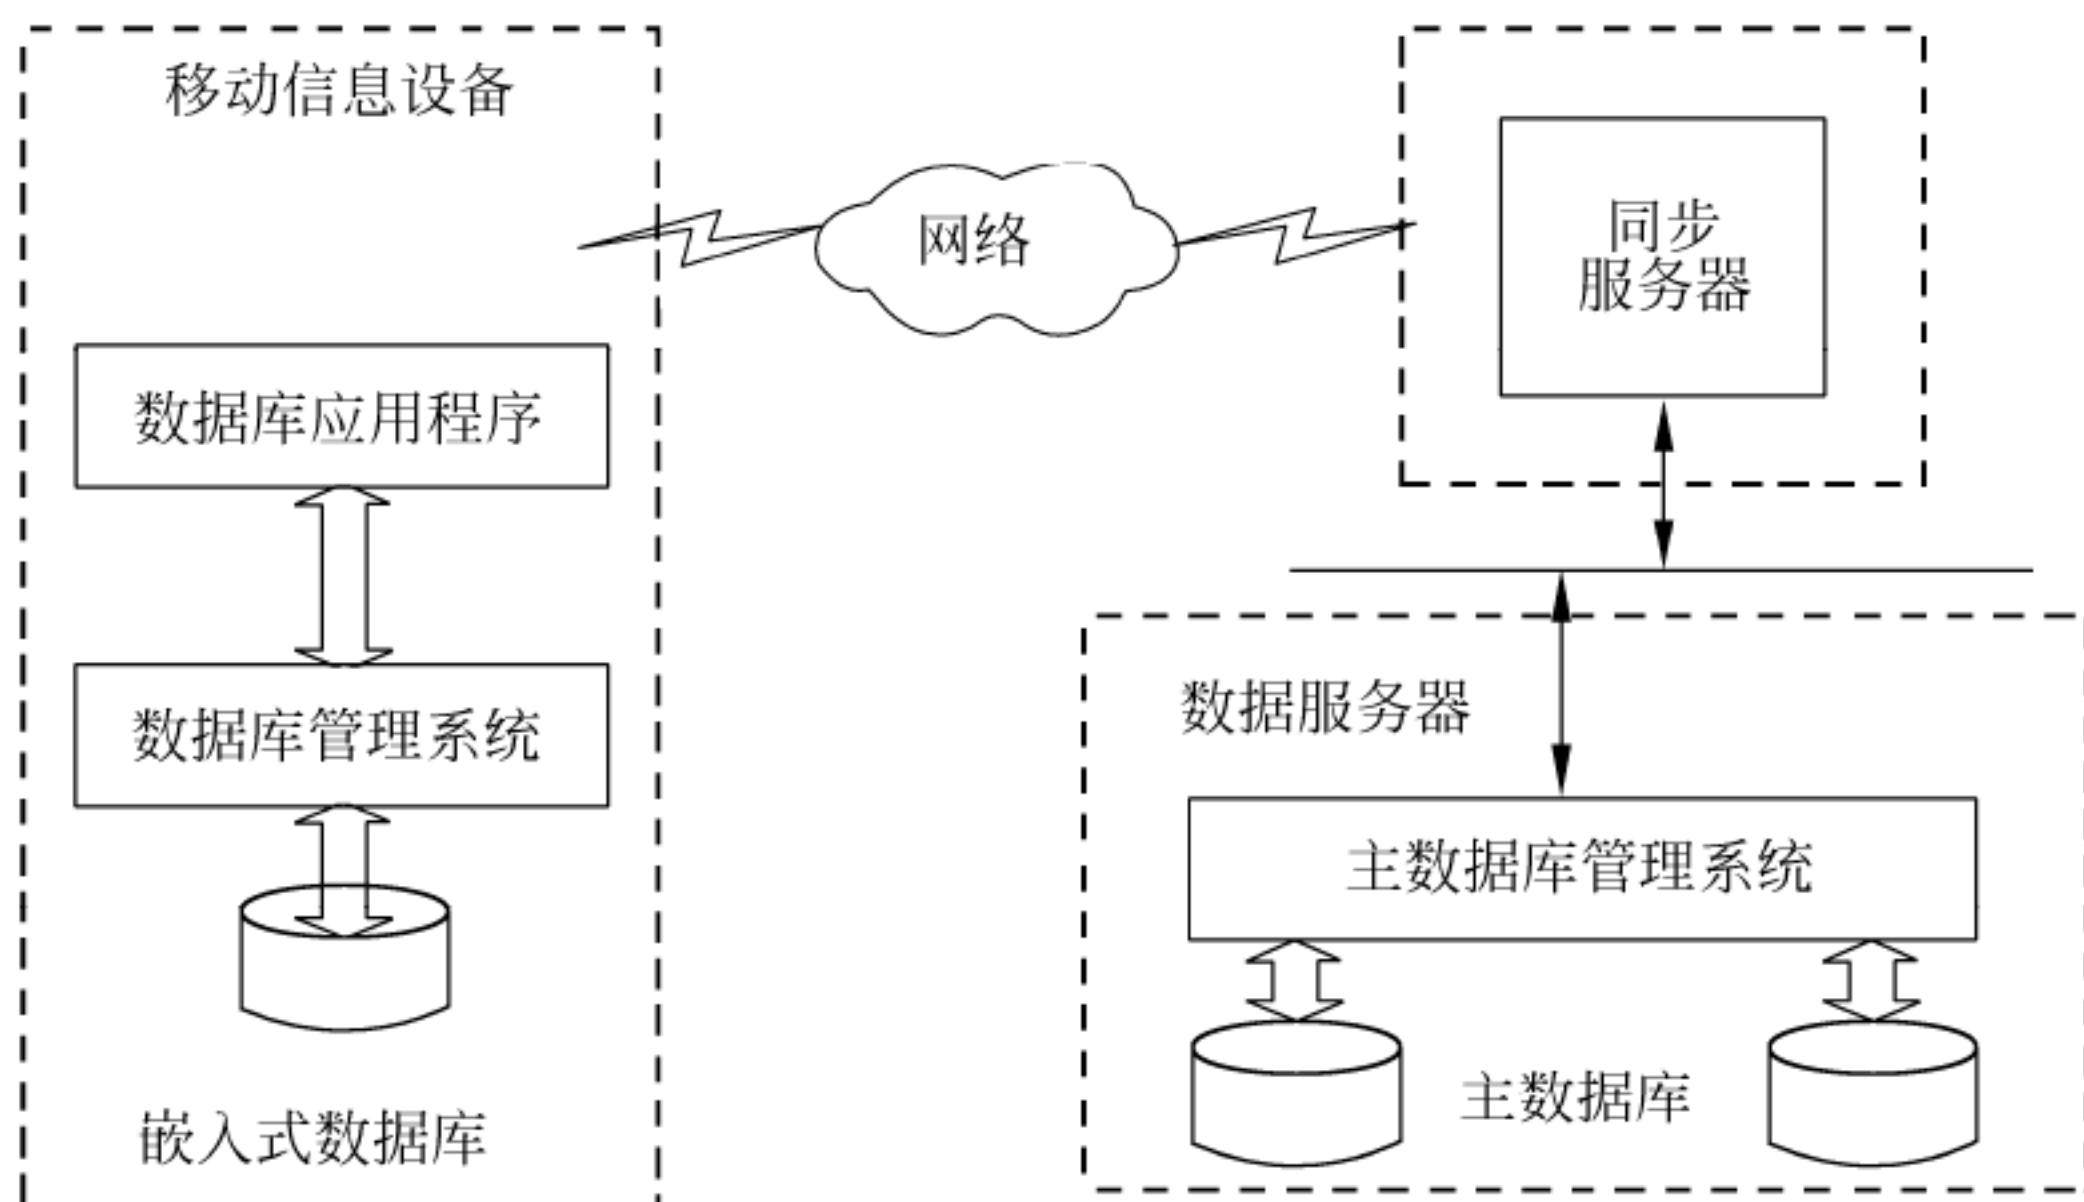 移动信息设备
网络
同步
服务器
数据库应用程序
数据库管理系统
嵌入式数据库
数据服务器
主数据库管理系统
主数据库